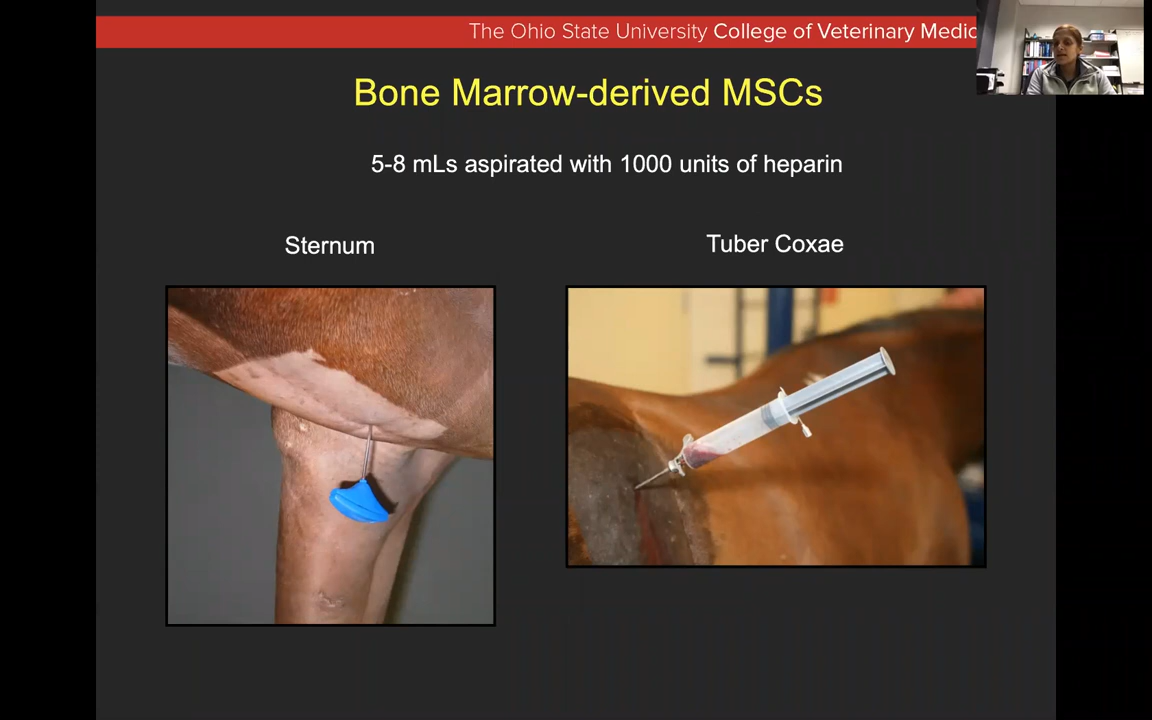 The Ohio State University College of Veterinary Medic
Bone Marrow-derived MSCs
5-8 mLs aspirated with 1000 units of heparin
Sternum
Tuber Coxae